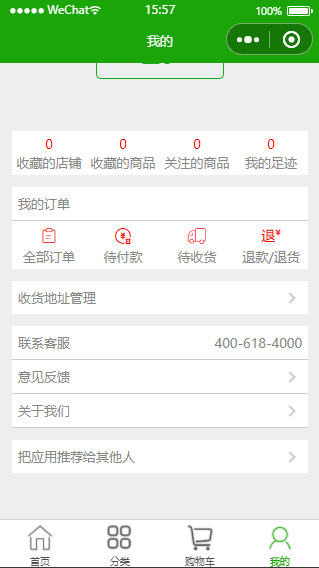 WeChat 15:57 100%
我的
0 0 0 0
收藏的店铺 收藏的商品 关注的商品 我的足迹
我的订单
¥ 退¥
全部订单 待付款 待收货 退款/退货
收货地址管理
联系客服 400-618-4000
意见反馈
关于我们
把应用推荐给其他人
首页 分类 购物车 我的